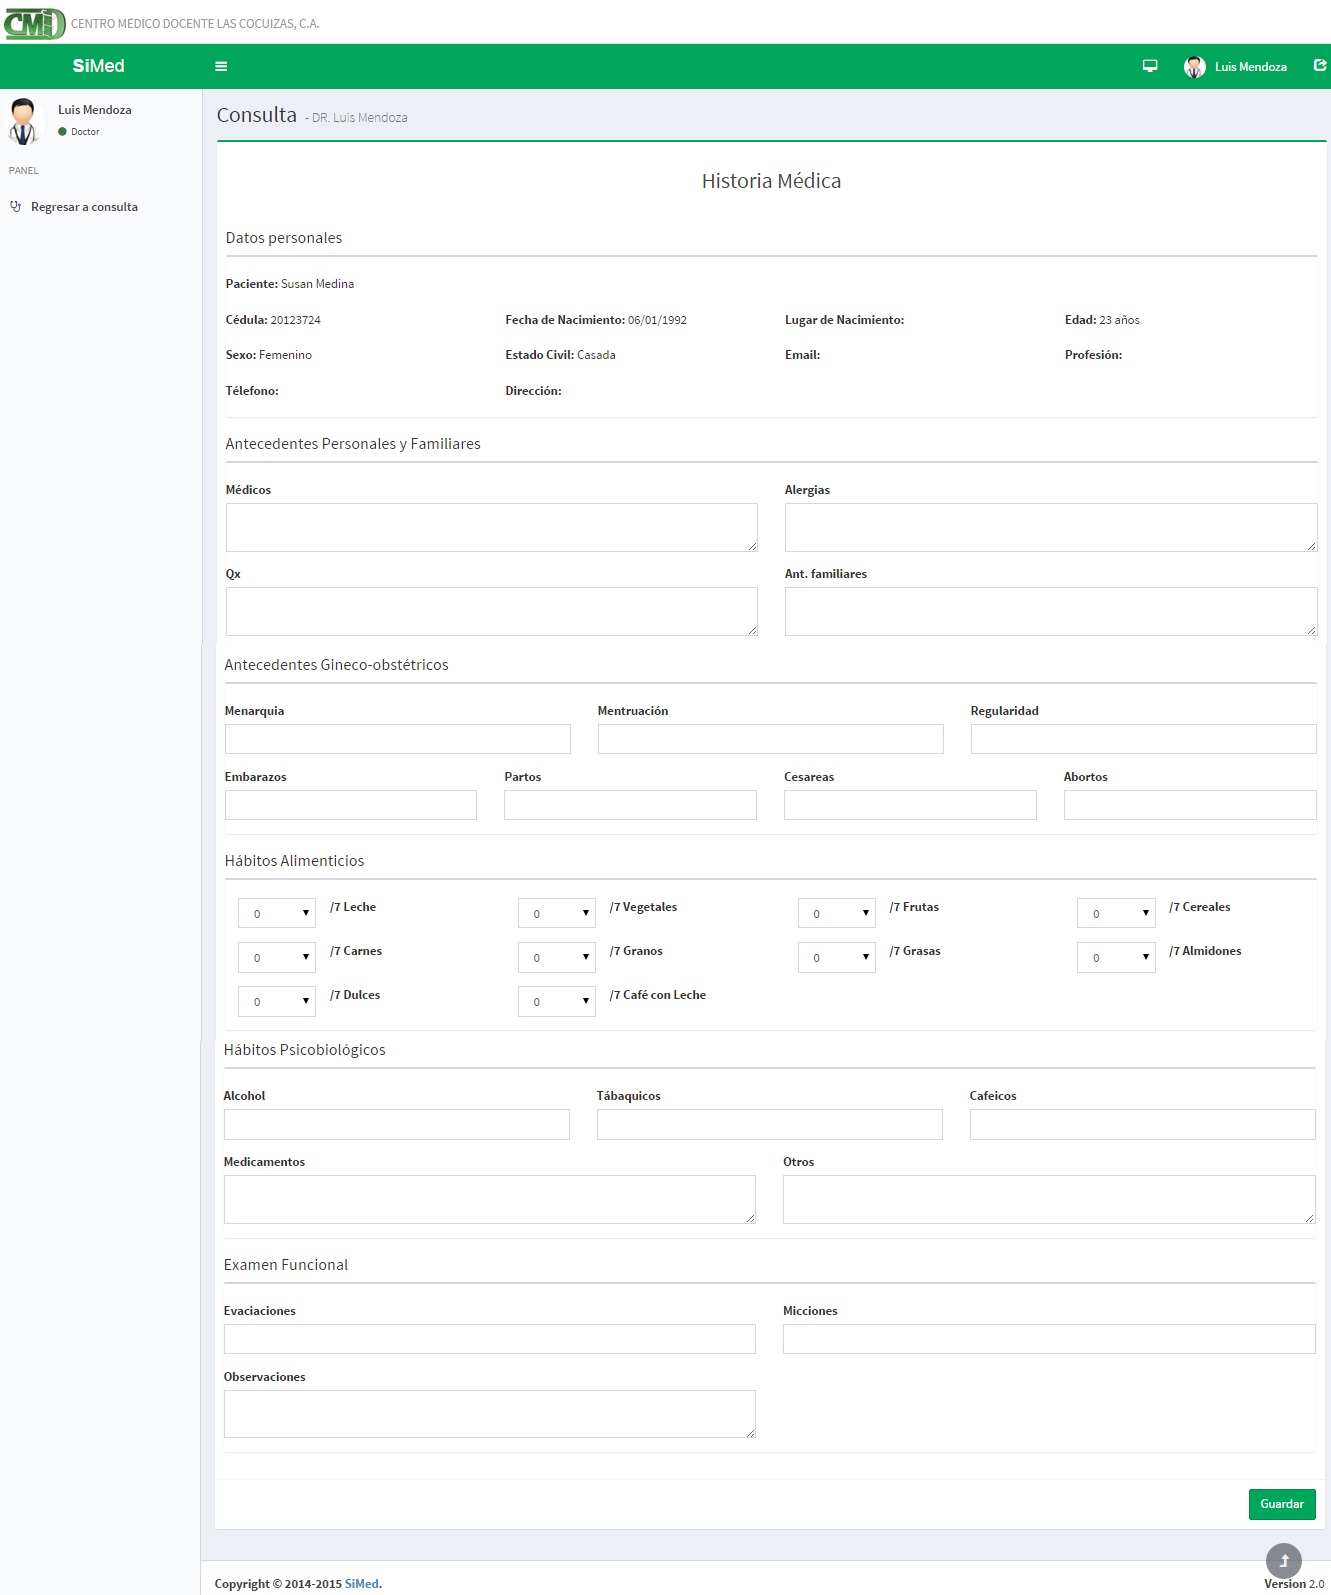 CMD CENTRO MÉDICO DOCENTE LAS COCUIZAS, C.A.
SiMed Luis Mendoza
Luis Mendoza
Doctor
PANEL
Regresar a consulta
Consulta - DR. Luis Mendoza
Historia Médica
Datos personales
Paciente: Susan Medina
Cédula: 20123724 Fecha de Nacimiento: 06/01/1992 Lugar de Nacimiento: Edad: 23 años
Sexo: Femenino Estado Civil: Casada Email: Profesión:
Télefono: Dirección:
Antecedentes Personales y Familiares
Médicos Alergias
Qx Ant. familiares
Antecedentes Gineco-obstétricos
Menarquia Mentruación Regularidad
Embarazos Partos Cesareas Abortos
Hábitos Alimenticios
0 /7 Leche 0 /7 Vegetales 0 /7 Frutas 0 /7 Cereales
0 /7 Carnes 0 /7 Granos 0 /7 Grasas 0 /7 Almidones
0 /7 Dulces 0 /7 Café con Leche
Hábitos Psicobiológicos
Alcohol Tábaquicos Cafeicos
Medicamentos Otros
Examen Funcional
Evaciaciones Micciones
Observaciones
Guardar
Copyright © 2014-2015 SiMed. Version 2.0